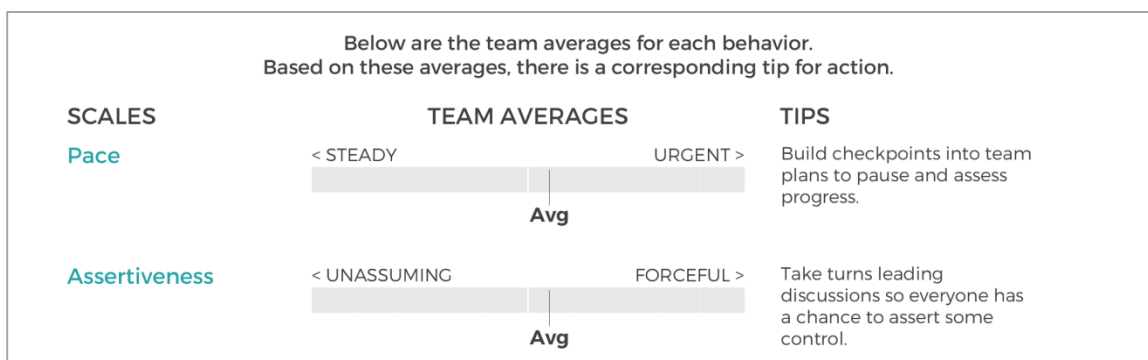 Below are the team averages for each behavior.
Based on these averages, there is a corresponding tip for action.
SCALES
TEAM AVERAGES
TIPS
Pace
< STEADY
URGENT >
Avg
Build checkpoints into team
plans to pause and assess
progress.
Assertiveness
< UNASSUMING
FORCEFUL >
Avg
Take turns leading
discussions so everyone has
a chance to assert some
control.